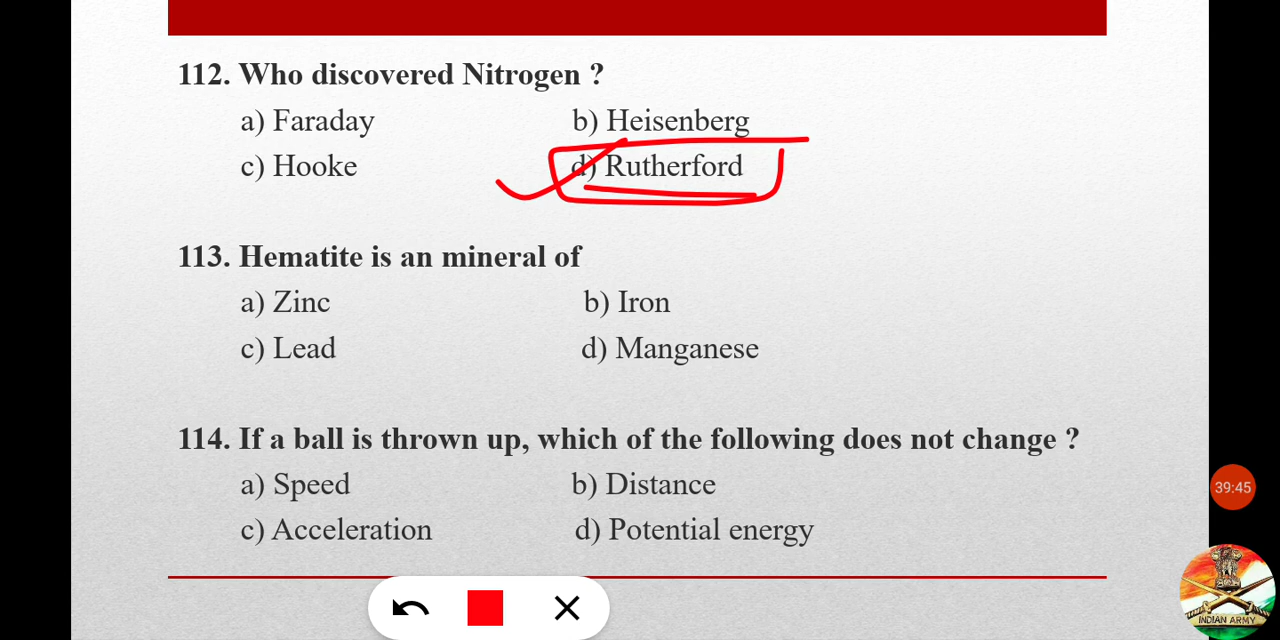 112. Who discovered Nitrogen ?
a) Faraday b) Heisenberg
c) Hooke d) Rutherford
113. Hematite is an mineral of
a) Zinc b) Iron
c) Lead d) Manganese
114. If a ball is thrown up, which of the following does not change ?
a) Speed b) Distance
39:45
c) Acceleration d) Potential energy
INDIAN ARMY